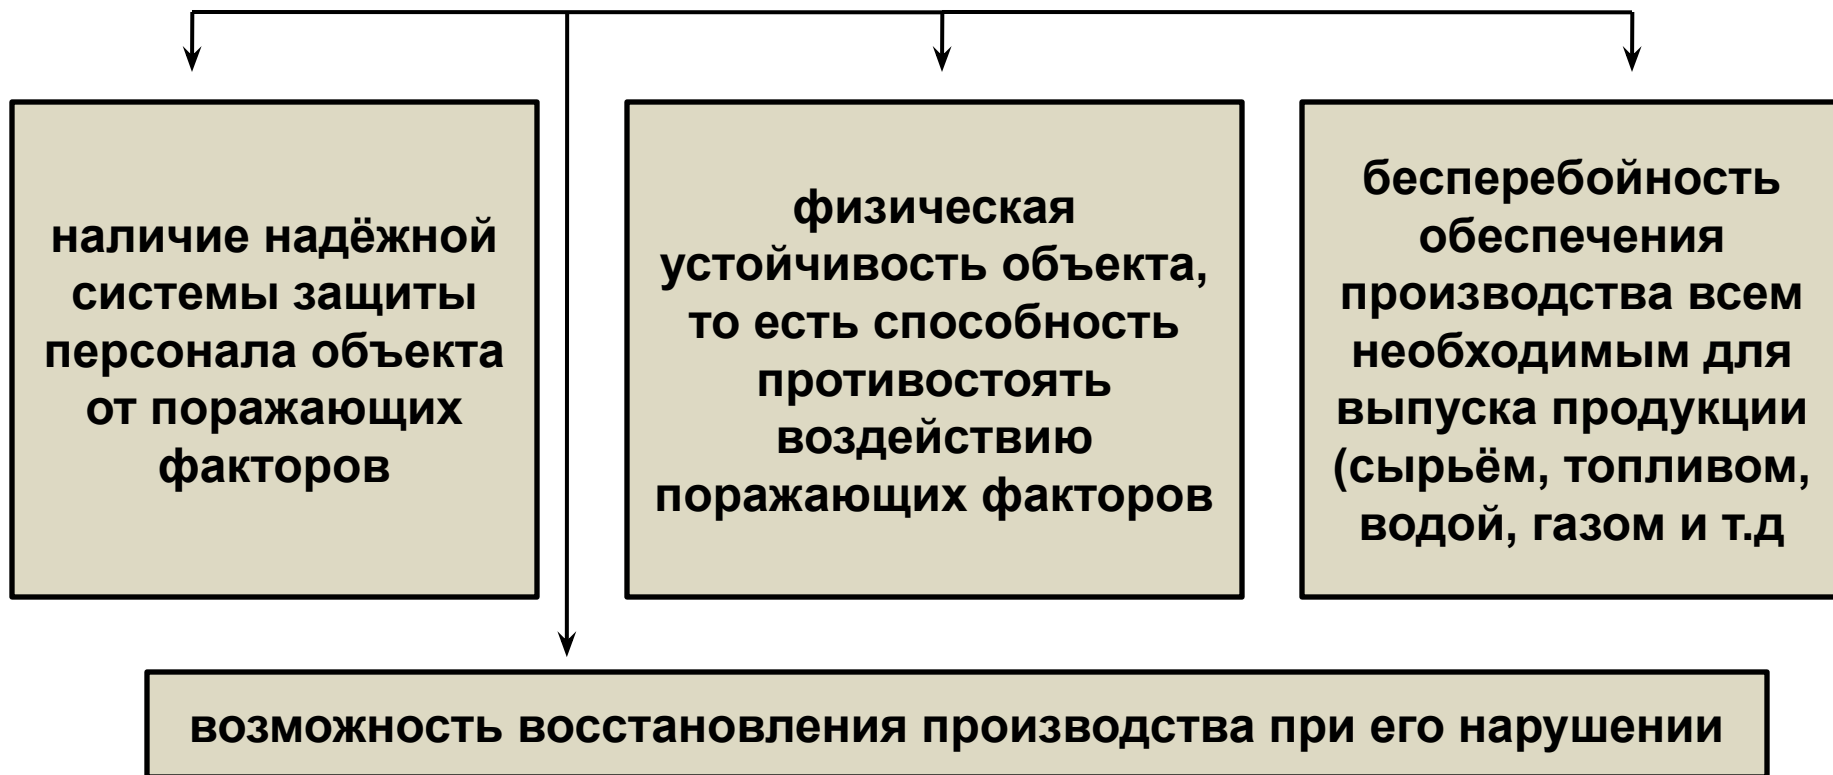 наличие надёжной
системы защиты
персонала объекта
от поражающих
факторов
физическая
устойчивость объекта,
то есть способность
противостоять
воздействию
поражающих факторов
бесперебойность
обеспечения
производства всем
необходимым для
выпуска продукции
(сырьём, топливом,
водой, газом и т.д
возможность восстановления производства при его нарушении